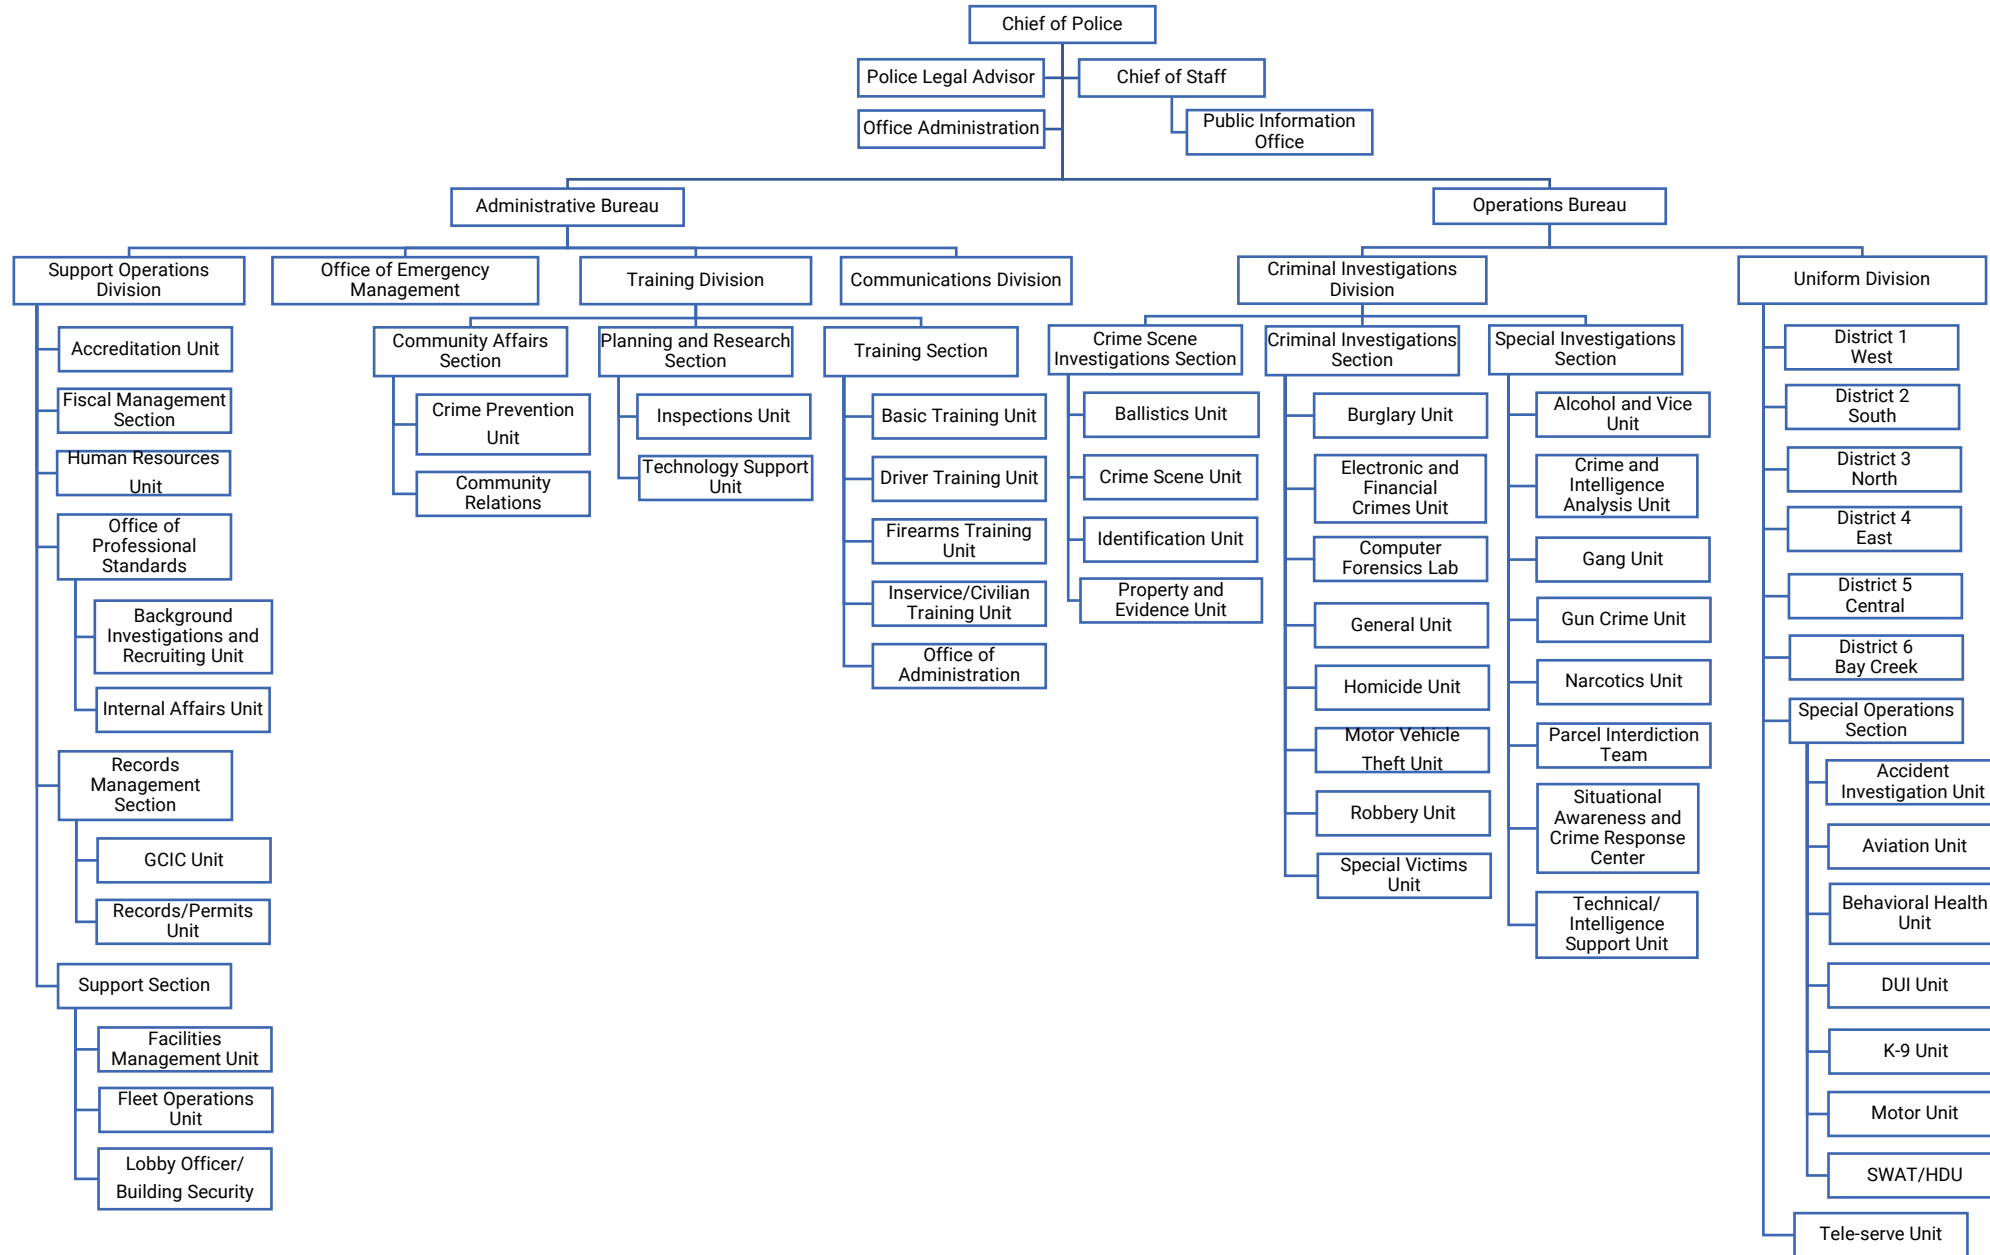 Chief of Police
Police Legal Advisor
Chief of Staff
Office Administration
Public Information
Office
Administrative Bureau
Operations Bureau
Support Operations
Division
Office of Emergency
Management
Training Division
Communications Division
Criminal Investigations
Division
Uniform Division
Accreditation Unit
Fiscal Management
Section
Human Resources
Unit
Office of
Professional
Standards
Background
Investigations and
Recruiting Unit
Internal Affairs Unit
Records
Management
Section
GCIC Unit
Records/Permits
Unit
Support Section
Facilities
Management Unit
Fleet Operations
Unit
Lobby Officer/
Building Security
Community Affairs
Section
Crime Prevention
Unit
Community
Relations
Planning and Research
Section
Inspections Unit
Technology Support
Unit
Training Section
Basic Training Unit
Driver Training Unit
Firearms Training
Unit
Inservice/Civilian
Training Unit
Office of
Administration
Crime Scene
Investigations Section
Ballistics Unit
Crime Scene Unit
Identification Unit
Property and
Evidence Unit
Criminal Investigations
Section
Burglary Unit
Electronic and
Financial
Crimes Unit
Computer
Forensics Lab
General Unit
Homicide Unit
Motor Vehicle
Theft Unit
Robbery Unit
Special Victims
Unit
Special Investigations
Section
Alcohol and Vice
Unit
Crime and
Intelligence
Analysis Unit
Gang Unit
Gun Crime Unit
Narcotics Unit
Parcel Interdiction
Team
Situational
Awareness and
Crime Response
Center
Technical/
Intelligence
Support Unit
District 1
West
District 2
South
District 3
North
District 4
East
District 5
Central
District 6
Bay Creek
Special Operations
Section
Accident
Investigation Unit
Aviation Unit
Behavioral Health
Unit
DUI Unit
K-9 Unit
Motor Unit
SWAT/HDU
Tele-serve Unit